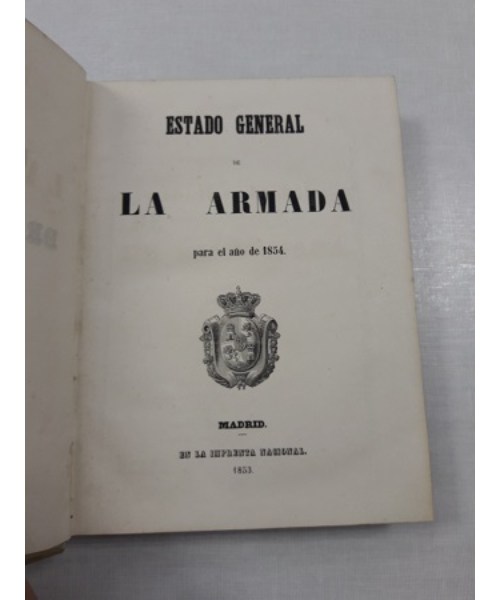 ESTADO GENERAL
DE
LA ARMADA
para el año de 1854.
MADRID.
EN LA IMPRENTA NACIONAL.
1853.